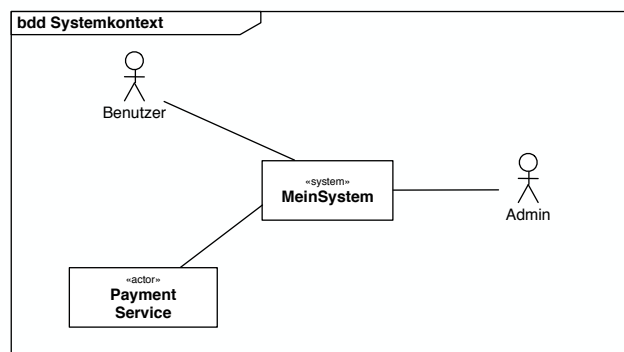 bdd Systemkontext
Benutzer
«system»
MeinSystem
Admin
«actor»
Payment
Service